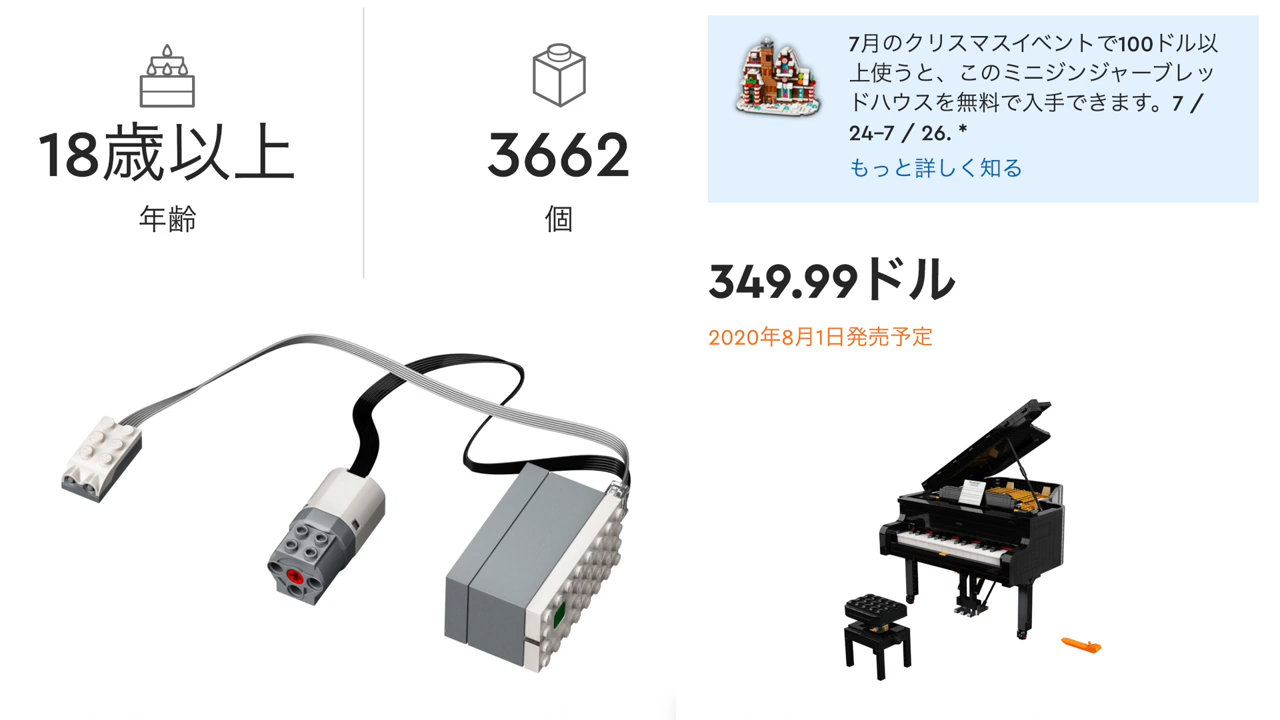 18歳以上
年齢
3662
個
7月のクリスマスイベントで100ドル以
上使うと、このミニジンジャーブレッ
ドハウスを無料で入手できます。7 /
24–7 / 26. *
もっと詳しく知る
349.99ドル
2020年8月1日発売予定